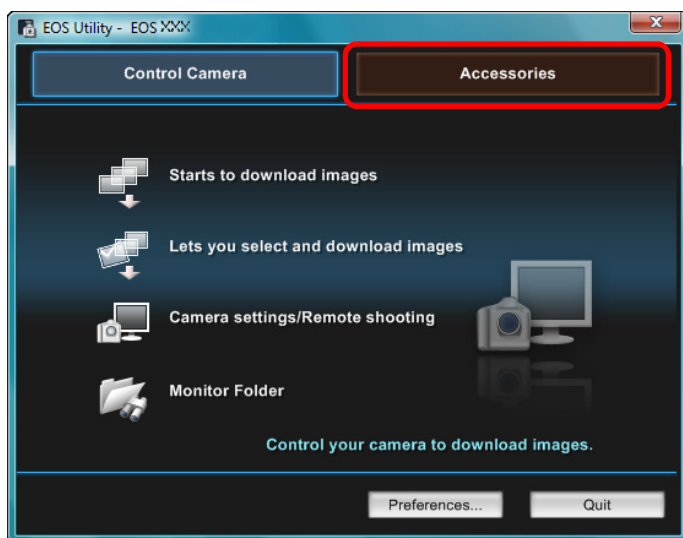 EOS Utility - EOS XXX
Control Camera
Accessories
Starts to download images
Lets you select and download images
Camera settings/Remote shooting
Monitor Folder
Control your camera to download images.
Preferences...
Quit